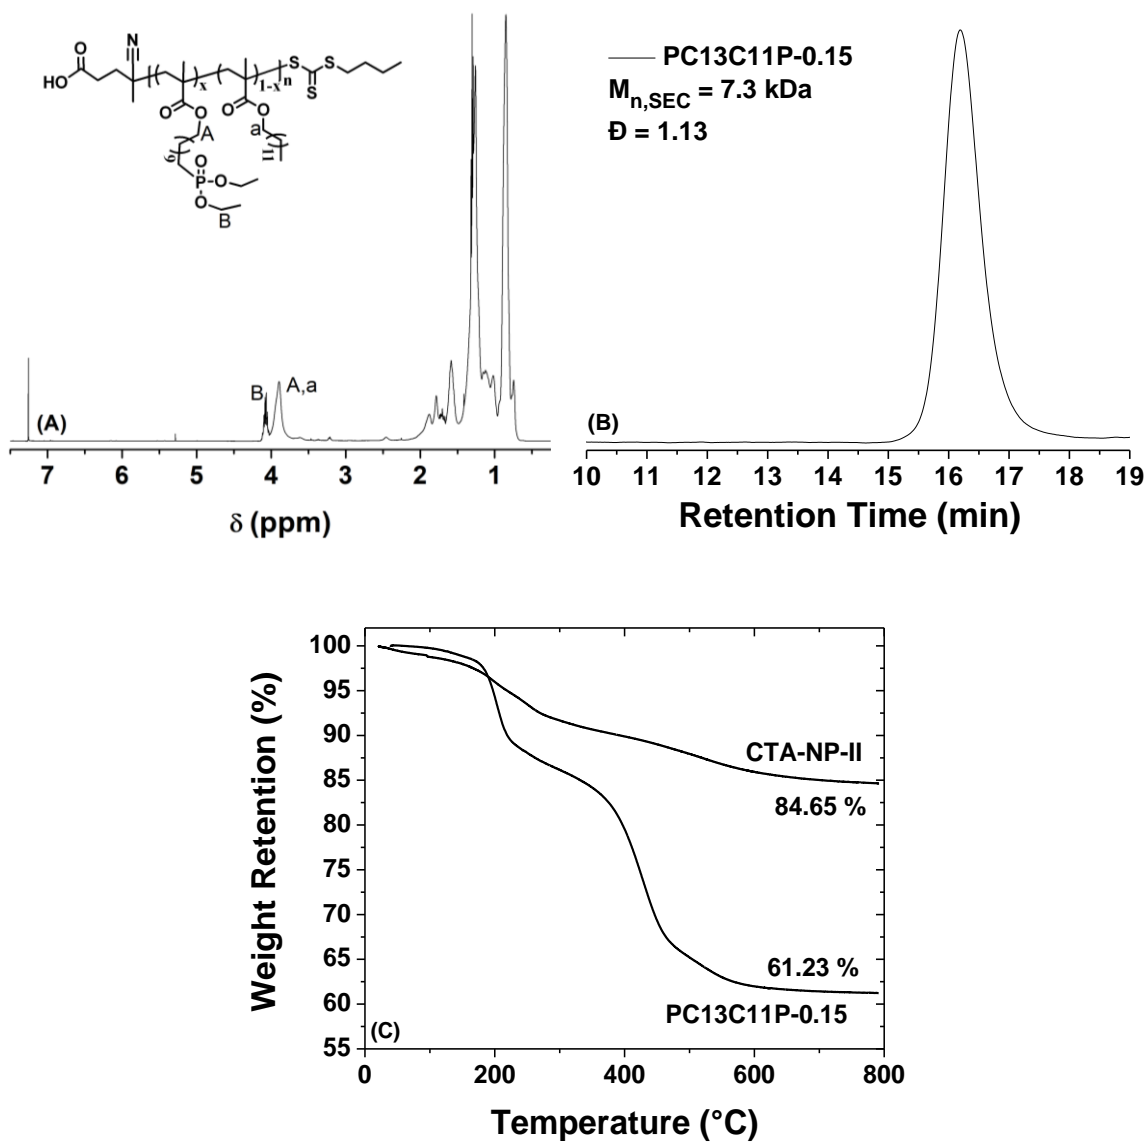 O
HO
N
x
1-x
n
S
S
S
O
O
O
O
A
a
9
11
O
P
O
O
B
B
A,a
(A)
7 6 5 4 3 2 1
δ (ppm)
PC13C11P-0.15
Mn,SEC = 7.3 kDa
Đ = 1.13
(B)
10 11 12 13 14 15 16 17 18 19
Retention Time (min)
Weight Retention (%)
100
95
90
85
80
75
70
65
60
55
CTA-NP-II
84.65 %
61.23 %
PC13C11P-0.15
(C)
0 200 400 600 800
Temperature (°C)